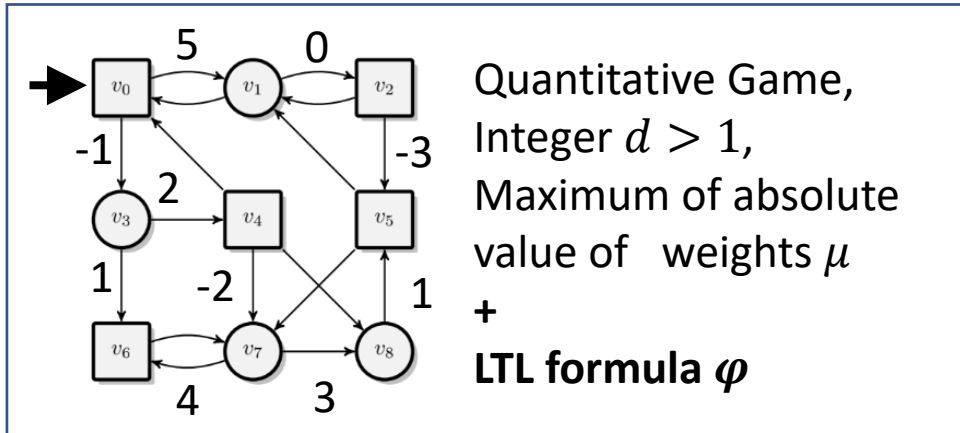 5 0
v₀ v₁ v₂
-1 2 -3
v₃ v₄ v₅
1 -2 1
v₆ v₇ v₈
4 3
Quantitative Game,
Integer d > 1,
Maximum of absolute
value of weights μ
+
LTL formula φ